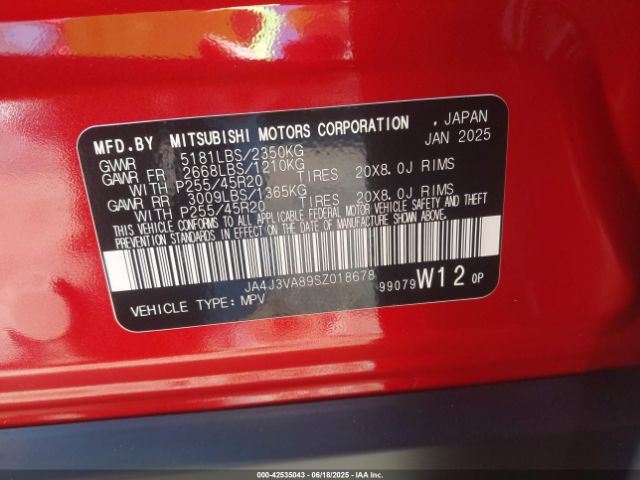 MFD.BY MITSUBISHI MOTORS CORPORATION , JAPAN
GVWR 5181LBS/2350KG JAN 2025
GAWR FR 2668LBS/1210KG
WITH P255/45R20 TIRES 20X8.0J RIMS
GAWR RR 3009LBS/1365KG
WITH P255/45R20 TIRES 20X8.0J RIMS
THIS VEHICLE CONFORMS TO ALL APPLICABLE FEDERAL MOTOR VEHICLE SAFETY AND THEFT
PREVENTION STANDARDS IN EFFECT ON THE DATE OF MANUFACTURE SHOWN ABOVE.
JA4J3VA89SZ018678
99079 W12 OP
VEHICLE TYPE: MPV
000-42535043 - 06/18/2025 - IAAI